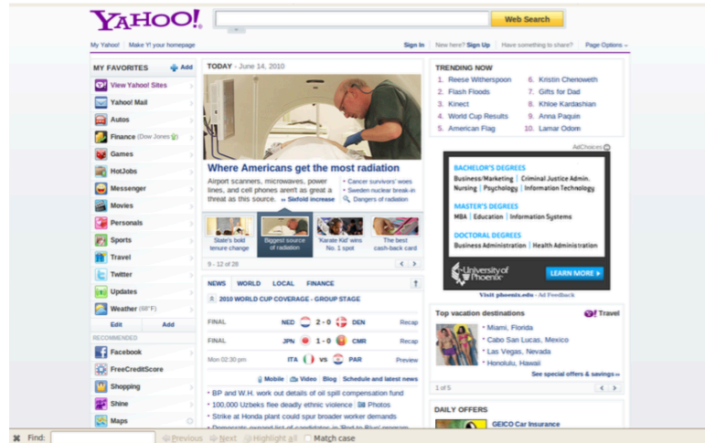 YAHOO!
Web Search
My Yahoo! Make Y! your homepage
Sign In New here? Sign Up Have something to share? Page Options
MY FAVORITES Add
View Yahoo! Sites
Yahoo! Mail
Autos
Finance (Dow Jones)
Games
HotJobs
Messenger
Movies
Personals
Sports
Travel
Twitter
Updates
Weather (68°F)
Edit Add
RECOMMENDED
Facebook
FreeCreditScore
Shopping
Shine
Maps
TODAY - June 14, 2010
Where Americans get the most radiation
Airport scanners, microwaves, power
lines, and cell phones aren't as great a
threat as this source. » Sixfold increase
• Cancer survivors' woes
• Sweden nuclear break-in
Dangers of radiation
State's bold
tenure change
Biggest source
of radiation
'Karate Kid' wins
No. 1 spot
The best
cash-back card
9 - 12 of 28
NEWS WORLD LOCAL FINANCE
2010 WORLD CUP COVERAGE - GROUP STAGE
FINAL NED 2 - 0 DEN Recap
FINAL JPN 1 - 0 CMR Recap
Mon 02:30 pm ITA vs PAR Preview
Mobile Video Blog Schedule and latest news
• BP and W.H. work out details of oil spill compensation fund
• 100,000 Uzbeks flee deadly ethnic violence Photos
• Strike at Honda plant could spur broader worker demands
TRENDING NOW
1. Reese Witherspoon
2. Flash Floods
3. Kinect
4. World Cup Results
5. American Flag
6. Kristin Chenoweth
7. Gifts for Dad
8. Khloe Kardashian
9. Anna Paquin
10. Lamar Odom
AdChoices
BACHELOR'S DEGREES
Business/Marketing | Criminal Justice Admin.
Nursing | Psychology | Information Technology
MASTER'S DEGREES
MBA | Education | Information Systems
DOCTORAL DEGREES
Business Administration | Health Administration
University of
Phoenix
LEARN MORE
Visit phoenix.edu - Ad Feedback
Top vacation destinations Y! Travel
• Miami, Florida
• Cabo San Lucas, Mexico
• Las Vegas, Nevada
• Honolulu, Hawaii
See special offers & savings »
1 of 5
DAILY OFFERS
GEICO Car Insurance
Find: Previous Next Highlight all Match case